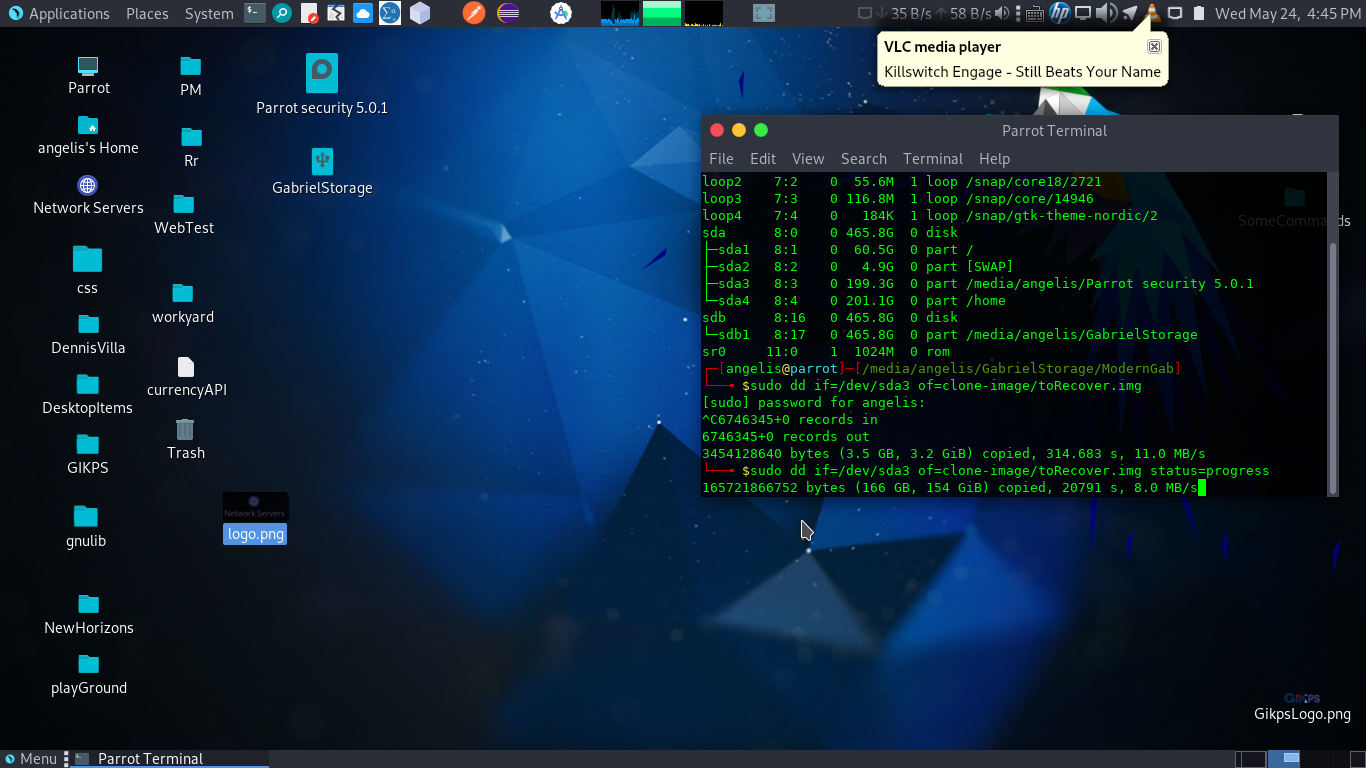 Applications Places System
35 B/s 58 B/s
Wed May 24, 4:45 PM
VLC media player
Killswitch Engage - Still Beats Your Name
Parrot
PM
Parrot security 5.0.1
angelis's Home
Rr
GabrielStorage
Network Servers
WebTest
css
workyard
DennisVilla
currencyAPI
DesktopItems
Trash
GIKPS
Network Servers
logo.png
gnulib
NewHorizons
playGround
SomeCommands
GIKPS
GikpsLogo.png
Parrot Terminal
File Edit View Search Terminal Help
loop2 7:2 0 55.6M 1 loop /snap/core18/2721
loop3 7:3 0 116.8M 1 loop /snap/core/14946
loop4 7:4 0 184K 1 loop /snap/gtk-theme-nordic/2
sda 8:0 0 465.8G 0 disk
├─sda1 8:1 0 60.5G 0 part /
├─sda2 8:2 0 4.9G 0 part [SWAP]
├─sda3 8:3 0 199.3G 0 part /media/angelis/Parrot security 5.0.1
└─sda4 8:4 0 201.1G 0 part /home
sdb 8:16 0 465.8G 0 disk
└─sdb1 8:17 0 465.8G 0 part /media/angelis/GabrielStorage
sr0 11:0 1 1024M 0 rom
┌─[angelis@parrot]─[/media/angelis/GabrielStorage/ModernGab]
└──╼ $sudo dd if=/dev/sda3 of=clone-image/toRecover.img
[sudo] password for angelis:
^C6746345+0 records in
6746345+0 records out
3454128640 bytes (3.5 GB, 3.2 GiB) copied, 314.683 s, 11.0 MB/s
└──╼ $sudo dd if=/dev/sda3 of=clone-image/toRecover.img status=progress
165721866752 bytes (166 GB, 154 GiB) copied, 20791 s, 8.0 MB/s
Menu Parrot Terminal